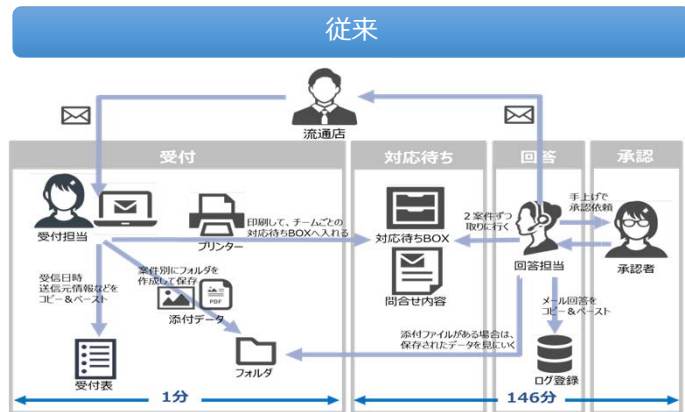 従来
流通店
受付
対応待ち
回答
承認
受付担当
プリンター
印刷して、チームごとの
対応待ちBOXへ入れる
対応待ちBOX
2案件ずつ
取りに行く
回答担当
手上げで
承認依頼
承認者
受信日時
送信元情報などを
コピー&ペースト
案件別にフォルダを
作成して保存
PDF
添付データ
問合せ内容
メール回答を
コピー&ペースト
添付ファイルがある場合は、
保存されたデータを見にいく
受付表
フォルダ
ログ登録
1分
146分